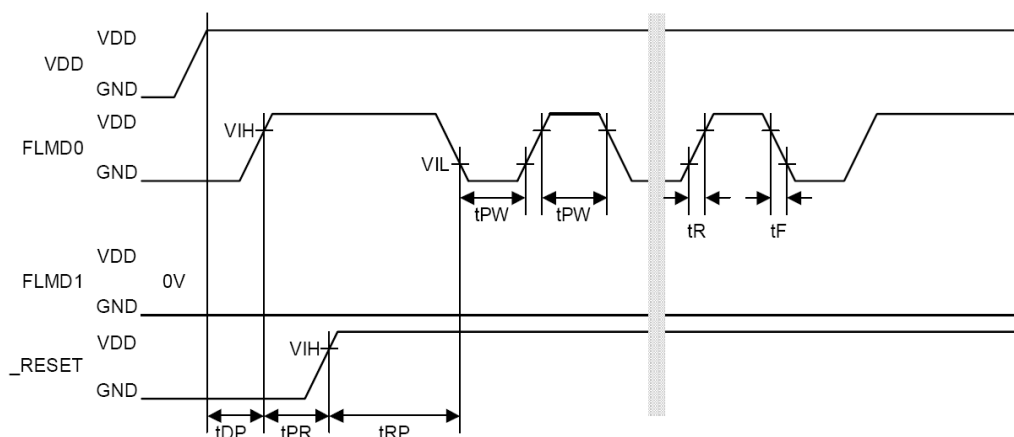 VDD
VDD
GND
VDD
FLMD0
VIH
GND
VIL
tPW
tPW
tR
tF
VDD
FLMD1
0V
GND
VDD
VIH
_RESET
GND
tDP
tPR
tRP